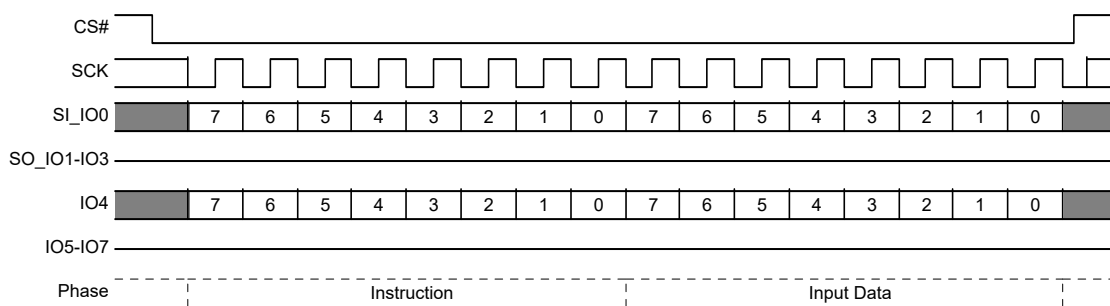 CS#
SCK
SI_IO0 7 6 5 4 3 2 1 0 7 6 5 4 3 2 1 0
SO_IO1-IO3
IO4 7 6 5 4 3 2 1 0 7 6 5 4 3 2 1 0
IO5-IO7
Phase Instruction Input Data